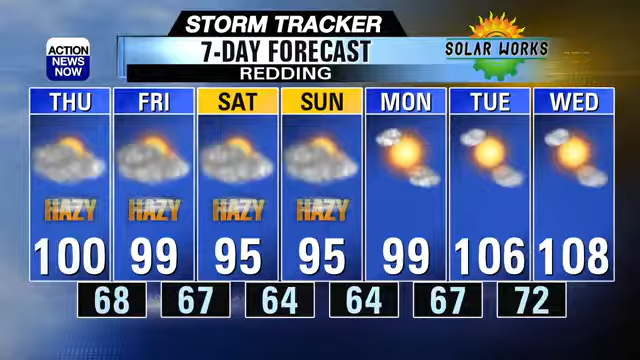 STORM TRACKER
ACTION
NEWS
NOW
7-DAY FORECAST
SOLAR WORKS
REDDING
THU FRI SAT SUN MON TUE WED
HAZY HAZY HAZY HAZY
100 99 95 95 99 106 108
68 67 64 64 67 72